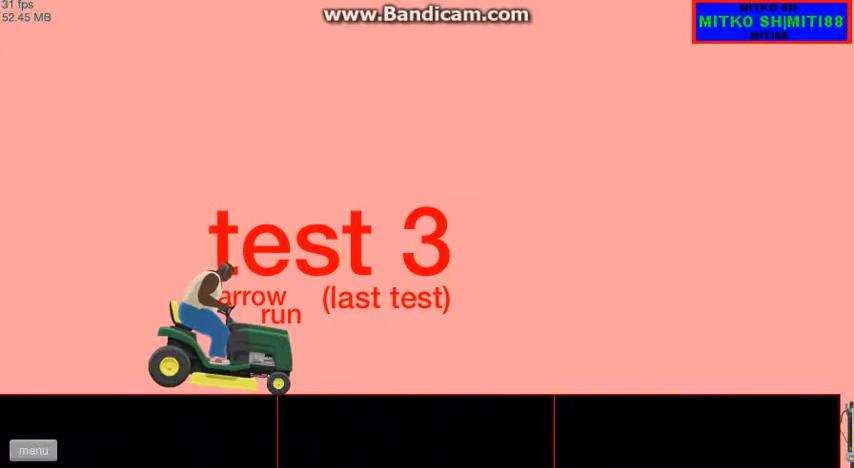 31 fps
52.45 MB
www.Bandicam.com
MITKO SH
MITKO SH|MITI88
MITI88
test 3
arrow
(last test)
run
menu